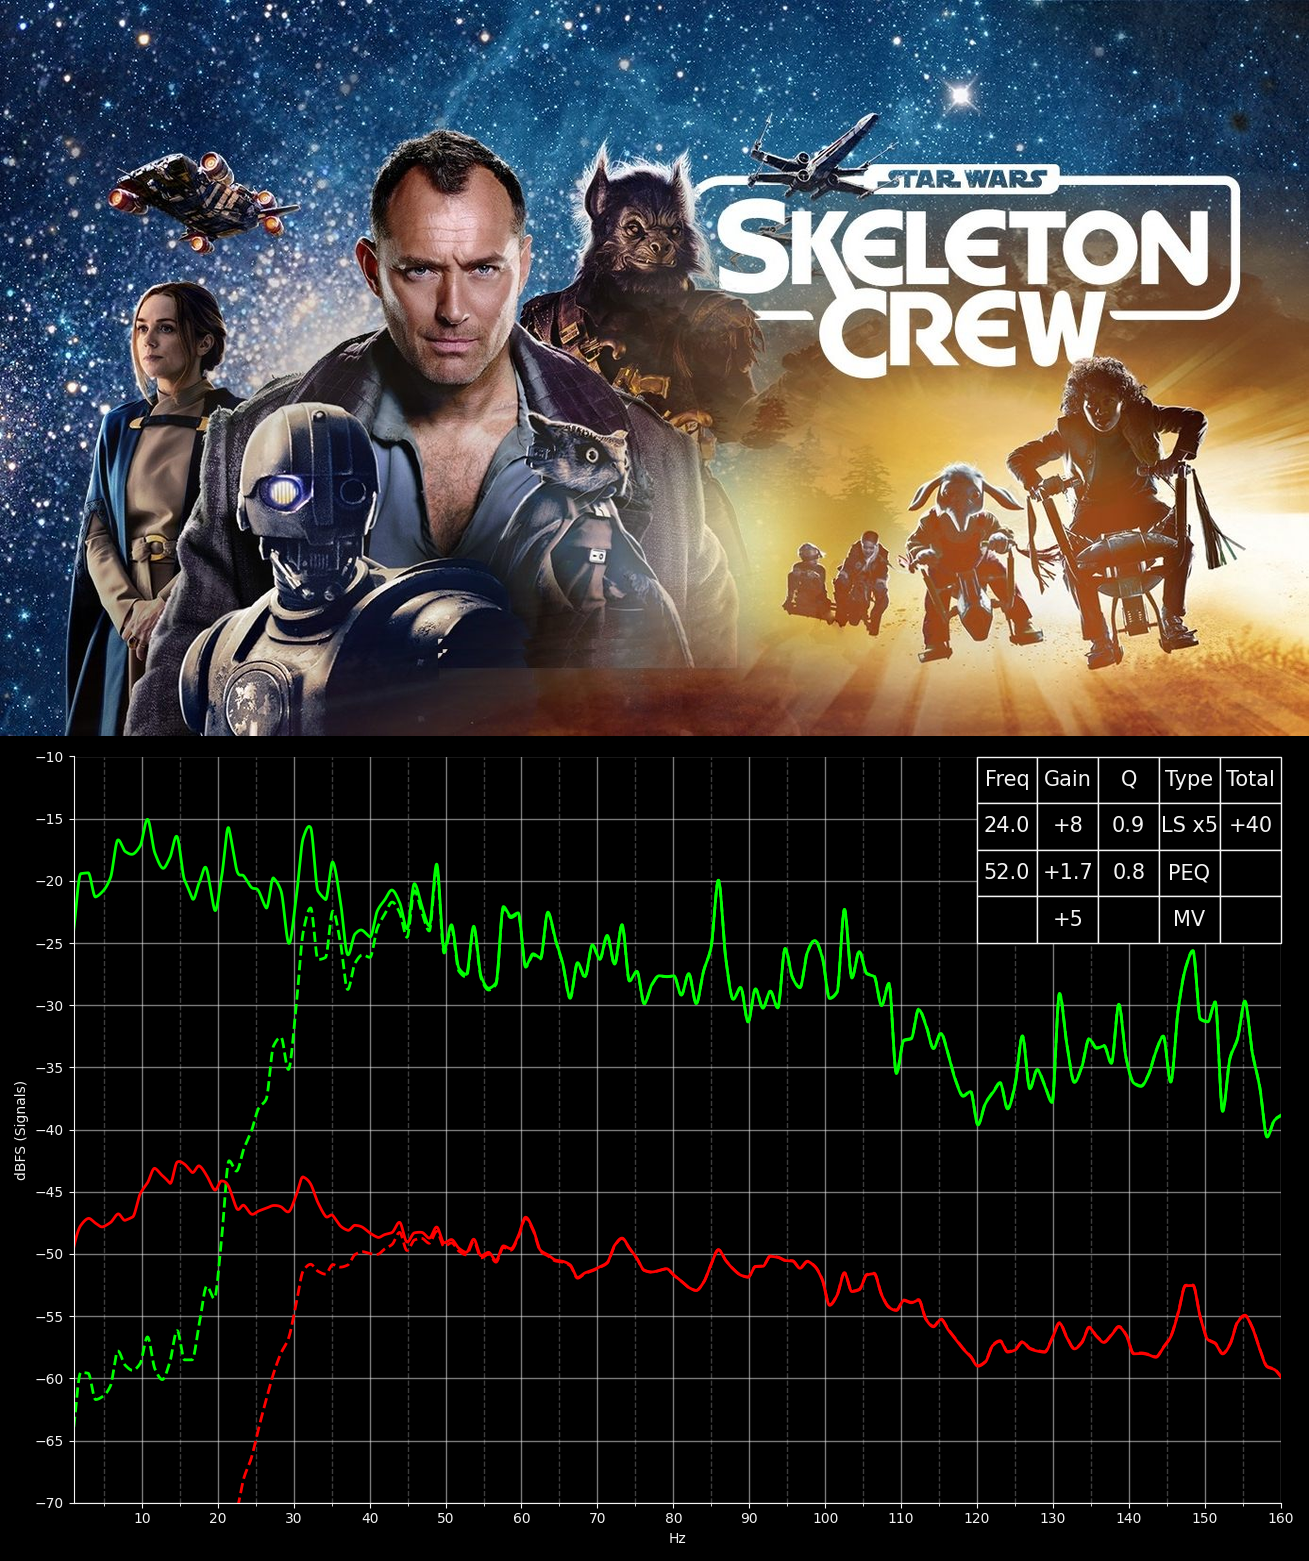 STAR WARS
SKELETON
CREW
Freq Gain Q Type Total
24.0 +8 0.9 LS x5 +40
52.0 +1.7 0.8 PEQ
+5 MV
−10
−15
−20
−25
−30
−35
−40
−45
−50
−55
−60
−65
−70
dBFS (Signals)
10 20 30 40 50 60 70 80 90 100 110 120 130 140 150 160
Hz